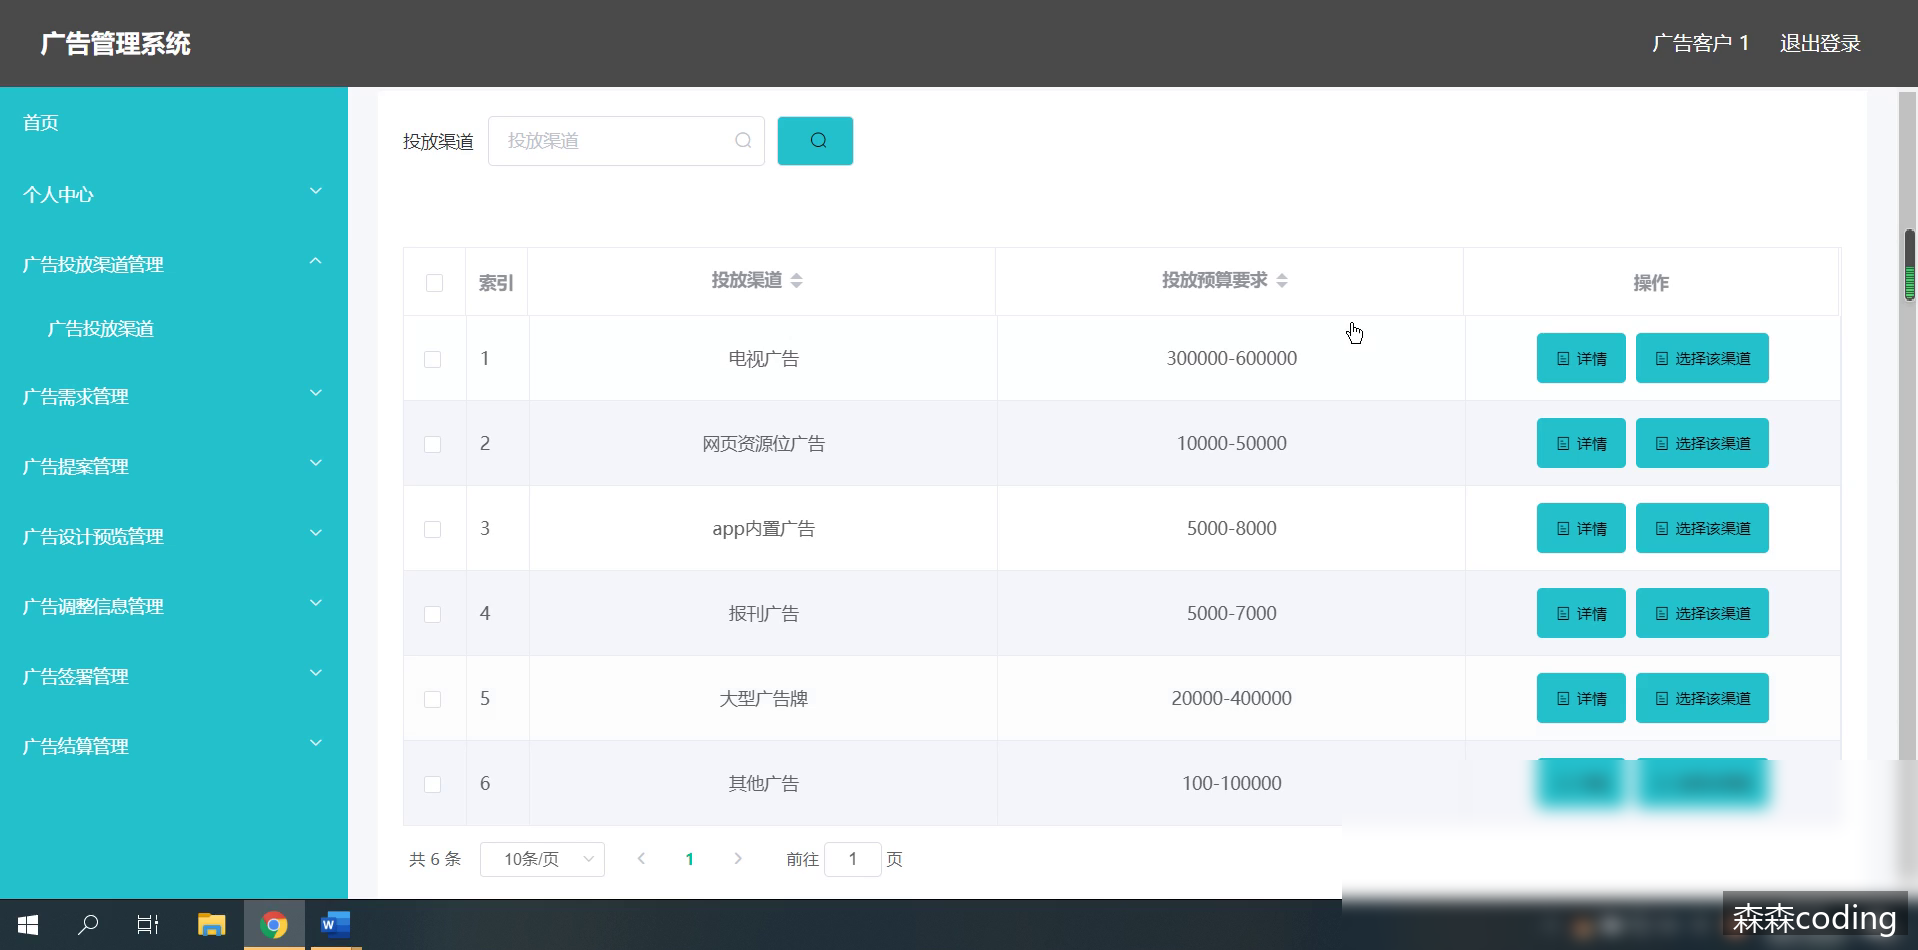 广告管理系统
广告客户 1 退出登录
首页
个人中心
广告投放渠道管理
广告投放渠道
广告需求管理
广告提案管理
广告设计预览管理
广告调整信息管理
广告签署管理
广告结算管理
投放渠道 投放渠道
索引 投放渠道 投放预算要求 操作
1 电视广告 300000-600000 详情 选择该渠道
2 网页资源位广告 10000-50000 详情 选择该渠道
3 app内置广告 5000-8000 详情 选择该渠道
4 报刊广告 5000-7000 详情 选择该渠道
5 大型广告牌 20000-400000 详情 选择该渠道
6 其他广告 100-100000
共 6 条 10条/页 1 前往 1 页
森森coding